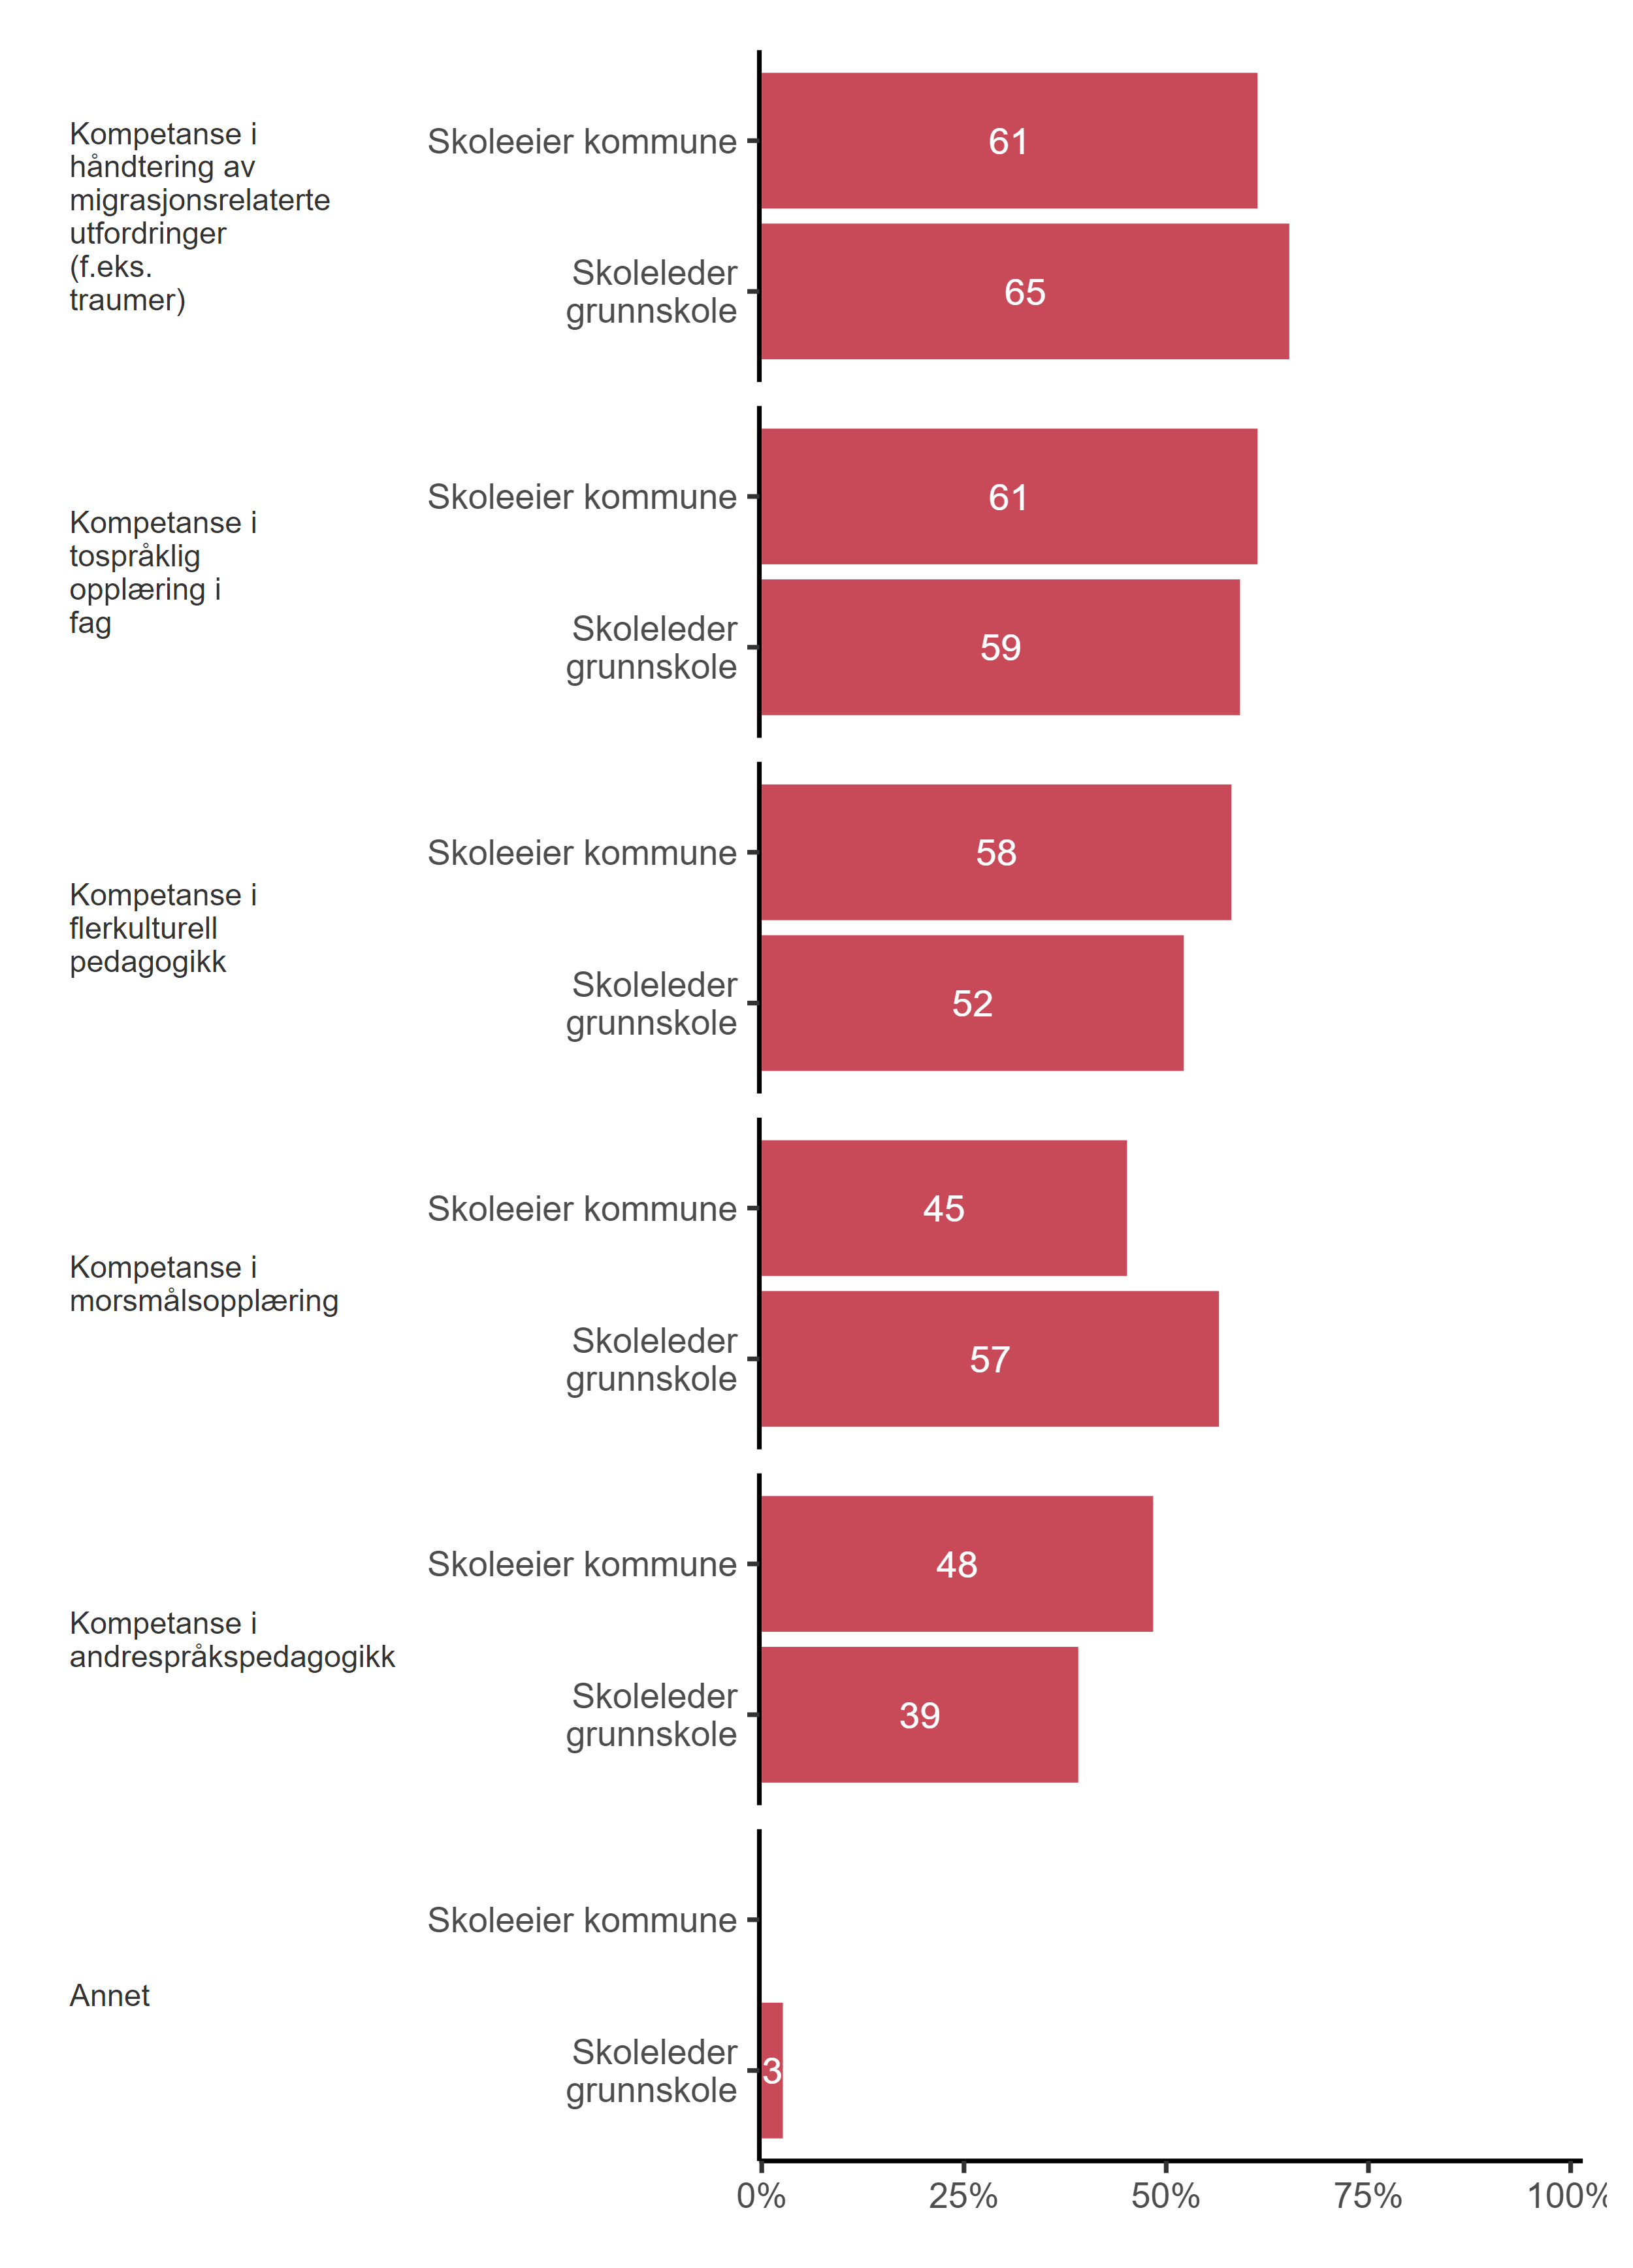 Kompetanse i
håndtering av
migrasjonsrelaterte
utfordringer
(f.eks.
traumer)
Skoleeier kommune
61
Skoleleder
grunnskole
65
Kompetanse i
tospråklig
opplæring i
fag
Skoleeier kommune
61
Skoleleder
grunnskole
59
Kompetanse i
flerkulturell
pedagogikk
Skoleeier kommune
58
Skoleleder
grunnskole
52
Kompetanse i
morsmålsopplæring
Skoleeier kommune
45
Skoleleder
grunnskole
57
Kompetanse i
andrespråkspedagogikk
Skoleeier kommune
48
Skoleleder
grunnskole
39
Annet
Skoleeier kommune
Skoleleder
grunnskole
3
0% 25% 50% 75% 100%